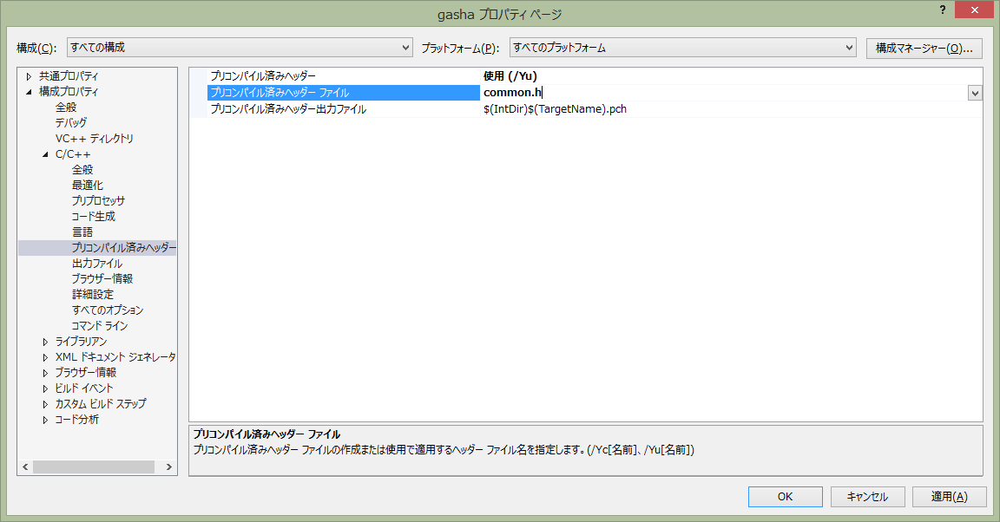 gasha プロパティ ページ
?
構成(C): すべての構成 プラットフォーム(P): すべてのプラットフォーム 構成マネージャー(O)...
共通プロパティ
構成プロパティ
全般
デバッグ
VC++ ディレクトリ
C/C++
全般
最適化
プリプロセッサ
コード生成
言語
プリコンパイル済みヘッダー
出力ファイル
ブラウザー情報
詳細設定
すべてのオプション
コマンド ライン
ライブラリアン
XML ドキュメント ジェネレータ
ブラウザー情報
ビルド イベント
カスタム ビルド ステップ
コード分析
プリコンパイル済みヘッダー 使用 (/Yu)
プリコンパイル済みヘッダー ファイル common.h
プリコンパイル済みヘッダー出力ファイル $(IntDir)$(TargetName).pch
プリコンパイル済みヘッダー ファイル
プリコンパイル済みヘッダー ファイルの作成または使用で適用するヘッダー ファイル名を指定します。(/Yc[名前]、/Yu[名前])
OK キャンセル 適用(A)